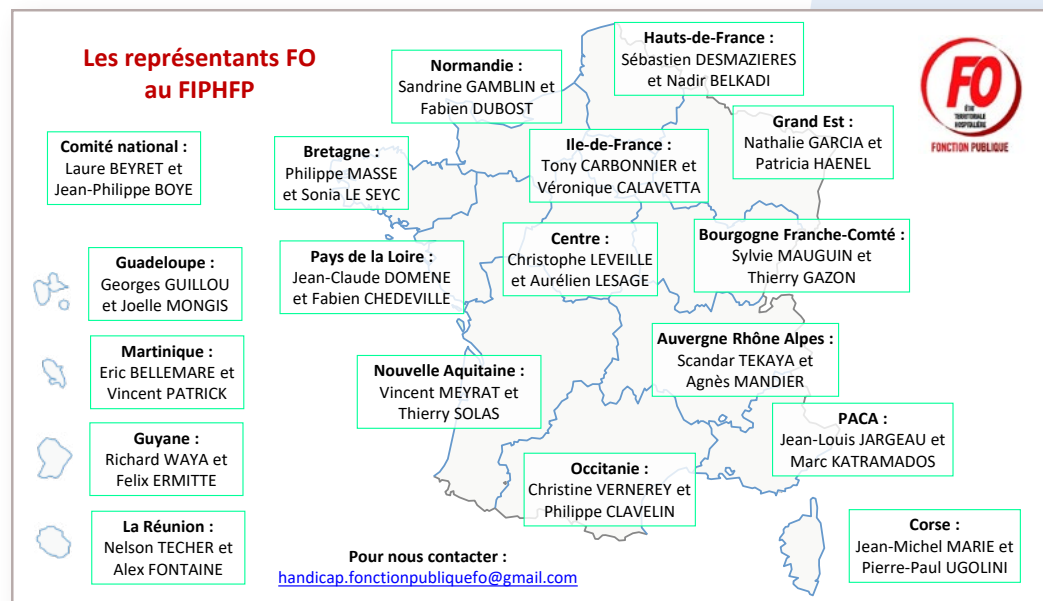 Les représentants FO
au FIPHFP
Hauts-de-France :
Sébastien DESMAZIERES
et Nadir BELKADI
Normandie :
Sandrine GAMBLIN et
Fabien DUBOST
FO
ÉTAT
TERRITORIALE
HOSPITALIÈRE
FONCTION PUBLIQUE
Grand Est :
Nathalie GARCIA et
Patricia HAENEL
Comité national :
Laure BEYRET et
Jean-Philippe BOYE
Bretagne :
Philippe MASSE
et Sonia LE SEYC
Ile-de-France :
Tony CARBONNIER et
Véronique CALAVETTA
Guadeloupe :
Georges GUILLOU
et Joelle MONGIS
Pays de la Loire :
Jean-Claude DOMENE
et Fabien CHEDEVILLE
Centre :
Christophe LEVEILLE
et Aurélien LESAGE
Bourgogne Franche-Comté :
Sylvie MAUGUIN et
Thierry GAZON
Martinique :
Eric BELLEMARE et
Vincent PATRICK
Nouvelle Aquitaine :
Vincent MEYRAT et
Thierry SOLAS
Auvergne Rhône Alpes :
Scandar TEKAYA et
Agnès MANDIER
Guyane :
Richard WAYA et
Felix ERMITTE
PACA :
Jean-Louis JARGEAU et
Marc KATRAMADOS
Occitanie :
Christine VERNEREY et
Philippe CLAVELIN
La Réunion :
Nelson TECHER et
Alex FONTAINE
Corse :
Jean-Michel MARIE et
Pierre-Paul UGOLINI
Pour nous contacter :
handicap.fonctionpubliquefo@gmail.com